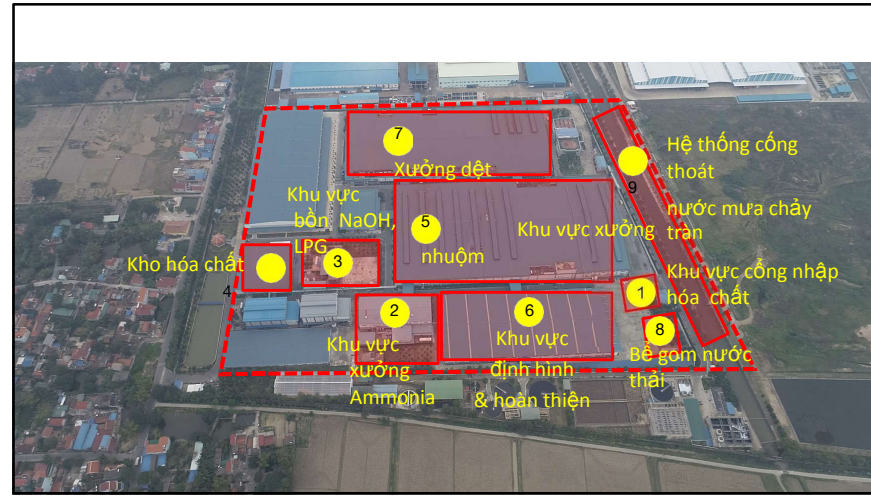 7
Xưởng dệt
9
Hệ thống cống
thoát
nước mưa chảy
tràn
Khu vực
bồn NaOH,
LPG
3
5
Khu vực xưởng
nhuộm
Kho hóa chất
4
Khu vực cổng nhập
hóa chất
1
2
Khu vực
xưởng
Ammonia
6
Khu vực
định hình
& hoàn thiện
8
Bể gom nước
thải